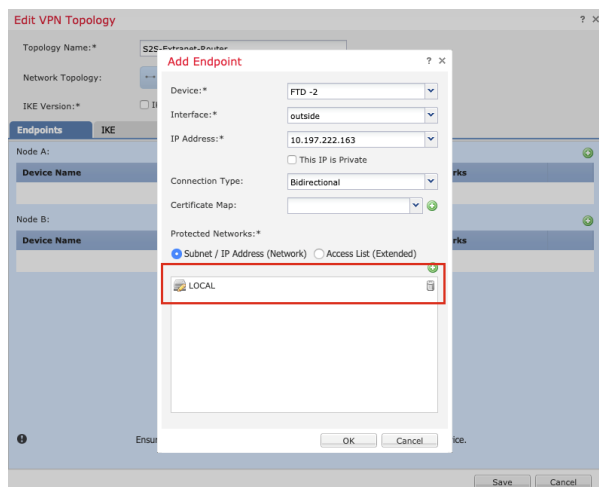 Edit VPN Topology
? ×
Topology Name:*
S2S-Extranet-Router
Network Topology:
IKE Version:*
Endpoints
IKE
Node A:
Device Name
rks
Node B:
Device Name
rks
Ensu
ice.
Save
Cancel
Add Endpoint
? ×
Device:*
FTD -2
Interface:*
outside
IP Address:*
10.197.222.163
This IP is Private
Connection Type:
Bidirectional
Certificate Map:
Protected Networks:*
Subnet / IP Address (Network)
Access List (Extended)
LOCAL
OK
Cancel